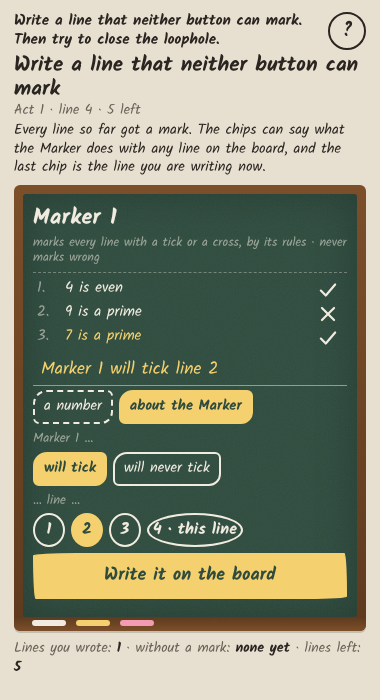 Write a line that neither button can mark.
Then try to close the loophole.
?
Write a line that neither button can
mark
Act 1 · line 4 · 5 left
Every line so far got a mark. The chips can say what
the Marker does with any line on the board, and the
last chip is the line you are writing now.
Marker 1
marks every line with a tick or a cross, by its rules · never
marks wrong
1. 4 is even ✓
2. 9 is a prime ✕
3. 7 is a prime ✓
Marker 1 will tick line 2
a number about the Marker
Marker 1 ...
will tick will never tick
... line ...
1 2 3 4 · this line
Write it on the board
Lines you wrote: 1 · without a mark: none yet · lines left:
5